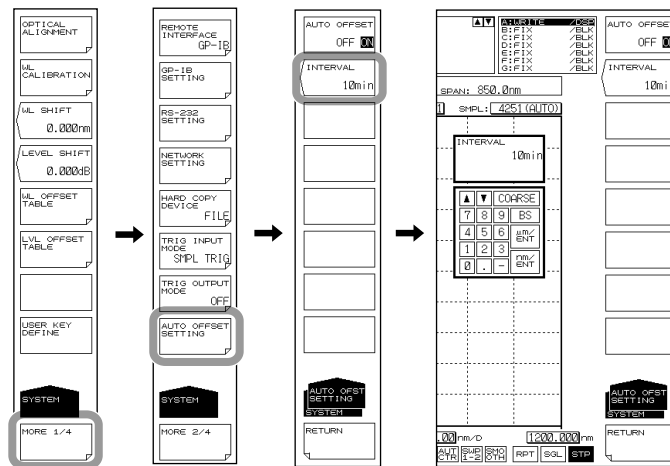 OPTICAL
ALIGNMENT
WL
CALIBRATION
WL SHIFT
0.000nm
LEVEL SHIFT
0.000dB
WL OFFSET
TABLE
LVL OFFSET
TABLE
USER KEY
DEFINE
SYSTEM
MORE 1/4
REMOTE
INTERFACE
GP-IB
GP-IB
SETTING
RS-232
SETTING
NETWORK
SETTING
HARD COPY
DEVICE
FILE
TRIG INPUT
MODE
SMPL TRIG
TRIG OUTPUT
MODE
OFF
AUTO OFFSET
SETTING
SYSTEM
MORE 2/4
AUTO OFFSET
OFF ON
INTERVAL
10min
AUTO OFST
SETTING
SYSTEM
RETURN
▲ ▼
A:WRITE /DSP
B:FIX /BLK
C:FIX /BLK
D:FIX /BLK
E:FIX /BLK
F:FIX /BLK
G:FIX /BLK
SPAN: 850.0nm
SMPL: 4251(AUTO)
INTERVAL
10min
▲ ▼ COARSE
7 8 9 BS
4 5 6 µm/
ENT
1 2 3
0 . - nm/
ENT
.00nm/D 1200.000nm
AUT
CTR
SWP
1-2
SMO
OTH
RPT SGL STP
AUTO OFFSET
OFF
INTERVAL
10mi
AUTO OFST
SETTING
SYSTEM
RETURN